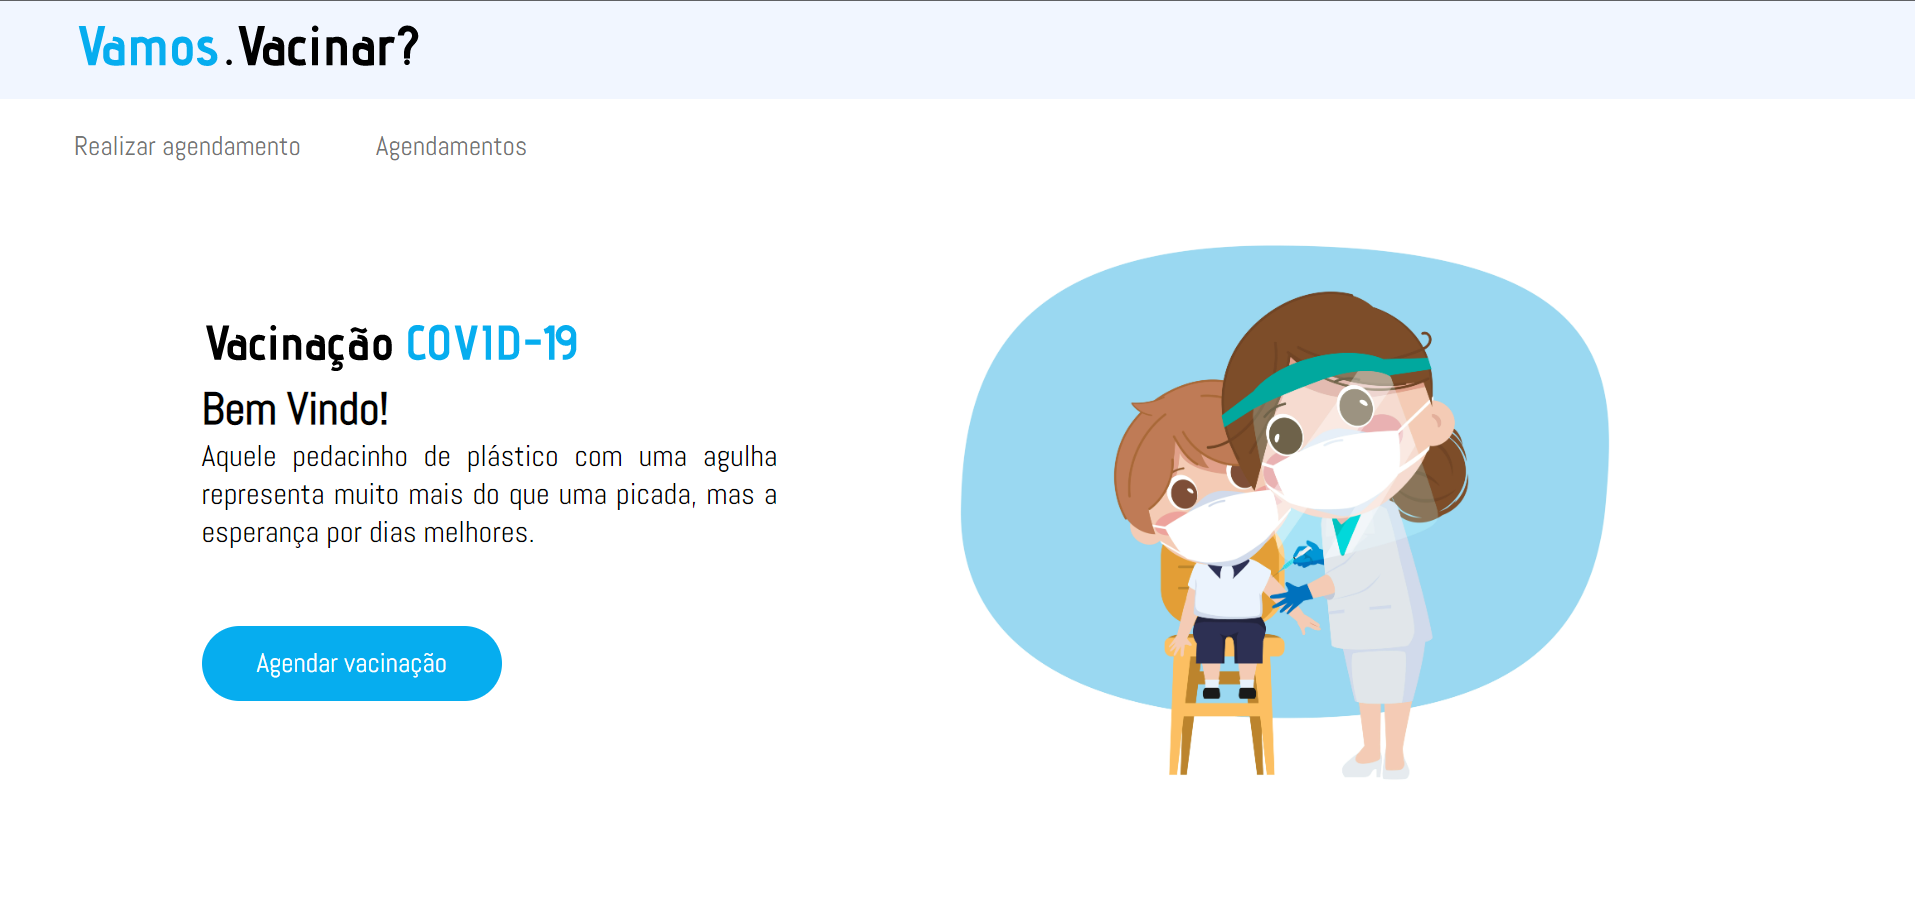 Vamos.Vacinar?
Realizar agendamento Agendamentos
Vacinação COVID-19
Bem Vindo!
Aquele pedacinho de plástico com uma agulha
representa muito mais do que uma picada, mas a
esperança por dias melhores.
Agendar vacinação